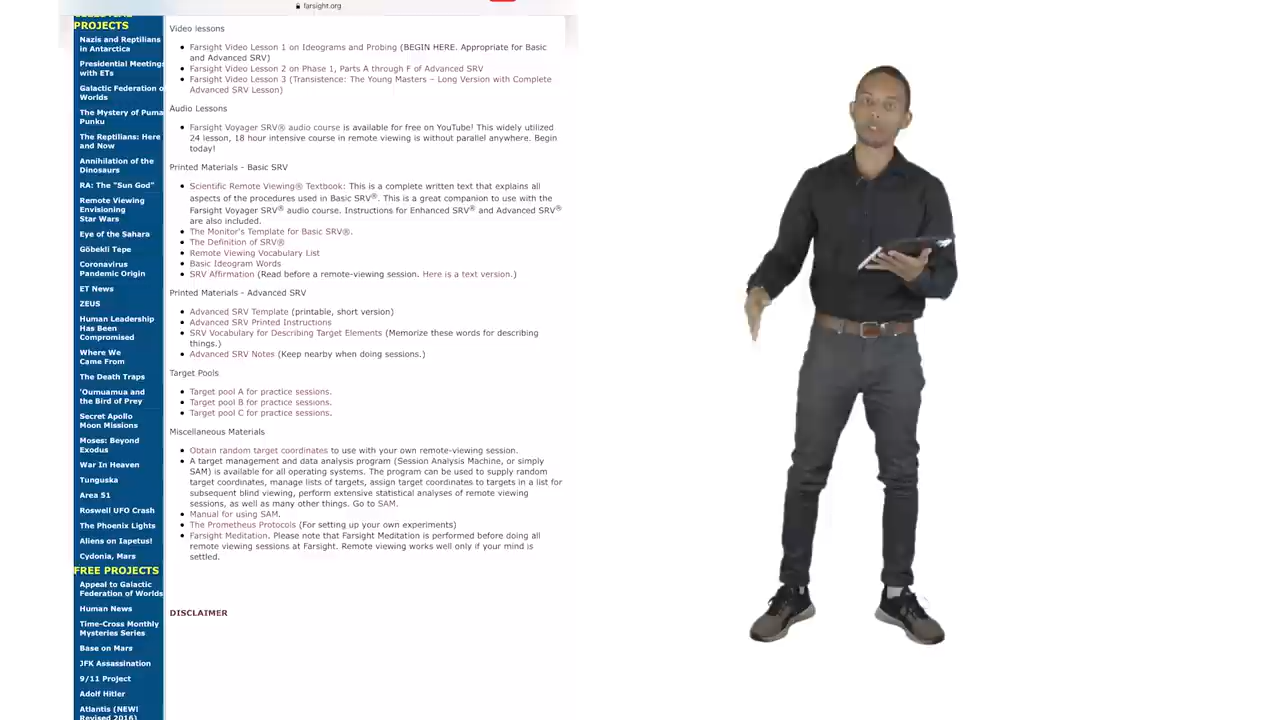 farsight.org
PROJECTS
Nazis and Reptilians
in Antarctica
Presidential Meetings
with ETs
Galactic Federation o
Worlds
The Mystery of Puma
Punku
The Reptilians: Here
and Now
Annihilation of the
Dinosaurs
RA: The "Sun God"
Remote Viewing
Envisioning
Star Wars
Eye of the Sahara
Göbekli Tepe
Coronavirus
Pandemic Origin
ET News
ZEUS
Human Leadership
Has Been
Compromised
Where We
Came From
The Death Traps
'Oumuamua and
the Bird of Prey
Secret Apollo
Moon Missions
Moses: Beyond
Exodus
War In Heaven
Tunguska
Area 51
Roswell UFO Crash
The Phoenix Lights
Aliens on Iapetus!
Cydonia, Mars
FREE PROJECTS
Appeal to Galactic
Federation of Worlds
Human News
Time-Cross Monthly
Mysteries Series
Base on Mars
JFK Assassination
9/11 Project
Adolf Hitler
Atlantis (NEW!
Revised 2016)
Video lessons
Farsight Video Lesson 1 on Ideograms and Probing (BEGIN HERE. Appropriate for Basic
and Advanced SRV)
Farsight Video Lesson 2 on Phase 1, Parts A through F of Advanced SRV
Farsight Video Lesson 3 (Transistence: The Young Masters – Long Version with Complete
Advanced SRV Lesson)
Audio Lessons
Farsight Voyager SRV® audio course is available for free on YouTube! This widely utilized
24 lesson, 18 hour intensive course in remote viewing is without parallel anywhere. Begin
today!
Printed Materials - Basic SRV
Scientific Remote Viewing® Textbook: This is a complete written text that explains all
aspects of the procedures used in Basic SRV®. This is a great companion to use with the
Farsight Voyager SRV® audio course. Instructions for Enhanced SRV® and Advanced SRV®
are also included.
The Monitor's Template for Basic SRV®.
The Definition of SRV®
Remote Viewing Vocabulary List
Basic Ideogram Words
SRV Affirmation (Read before a remote-viewing session. Here is a text version.)
Printed Materials - Advanced SRV
Advanced SRV Template (printable, short version)
Advanced SRV Printed Instructions
SRV Vocabulary for Describing Target Elements (Memorize these words for describing
things.)
Advanced SRV Notes (Keep nearby when doing sessions.)
Target Pools
Target pool A for practice sessions.
Target pool B for practice sessions.
Target pool C for practice sessions.
Miscellaneous Materials
Obtain random target coordinates to use with your own remote-viewing session.
A target management and data analysis program (Session Analysis Machine, or simply
SAM) is available for all operating systems. The program can be used to supply random
target coordinates, manage lists of targets, assign target coordinates to targets in a list for
subsequent blind viewing, perform extensive statistical analyses of remote viewing
sessions, as well as many other things. Go to SAM.
Manual for using SAM.
The Prometheus Protocols (For setting up your own experiments)
Farsight Meditation. Please note that Farsight Meditation is performed before doing all
remote viewing sessions at Farsight. Remote viewing works well only if your mind is
settled.
DISCLAIMER